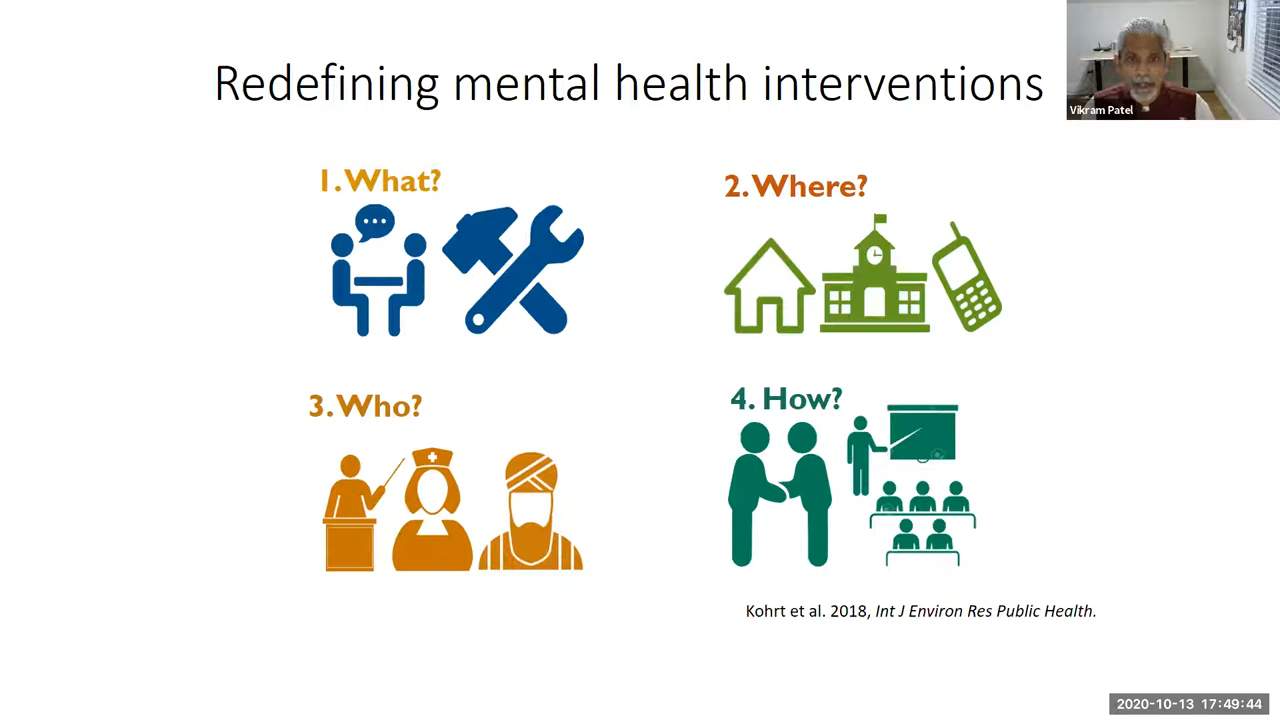 Redefining mental health interventions
Vikram Patel
1. What?
2. Where?
3. Who?
4. How?
Kohrt et al. 2018, Int J Environ Res Public Health.
2020-10-13 17:49:44